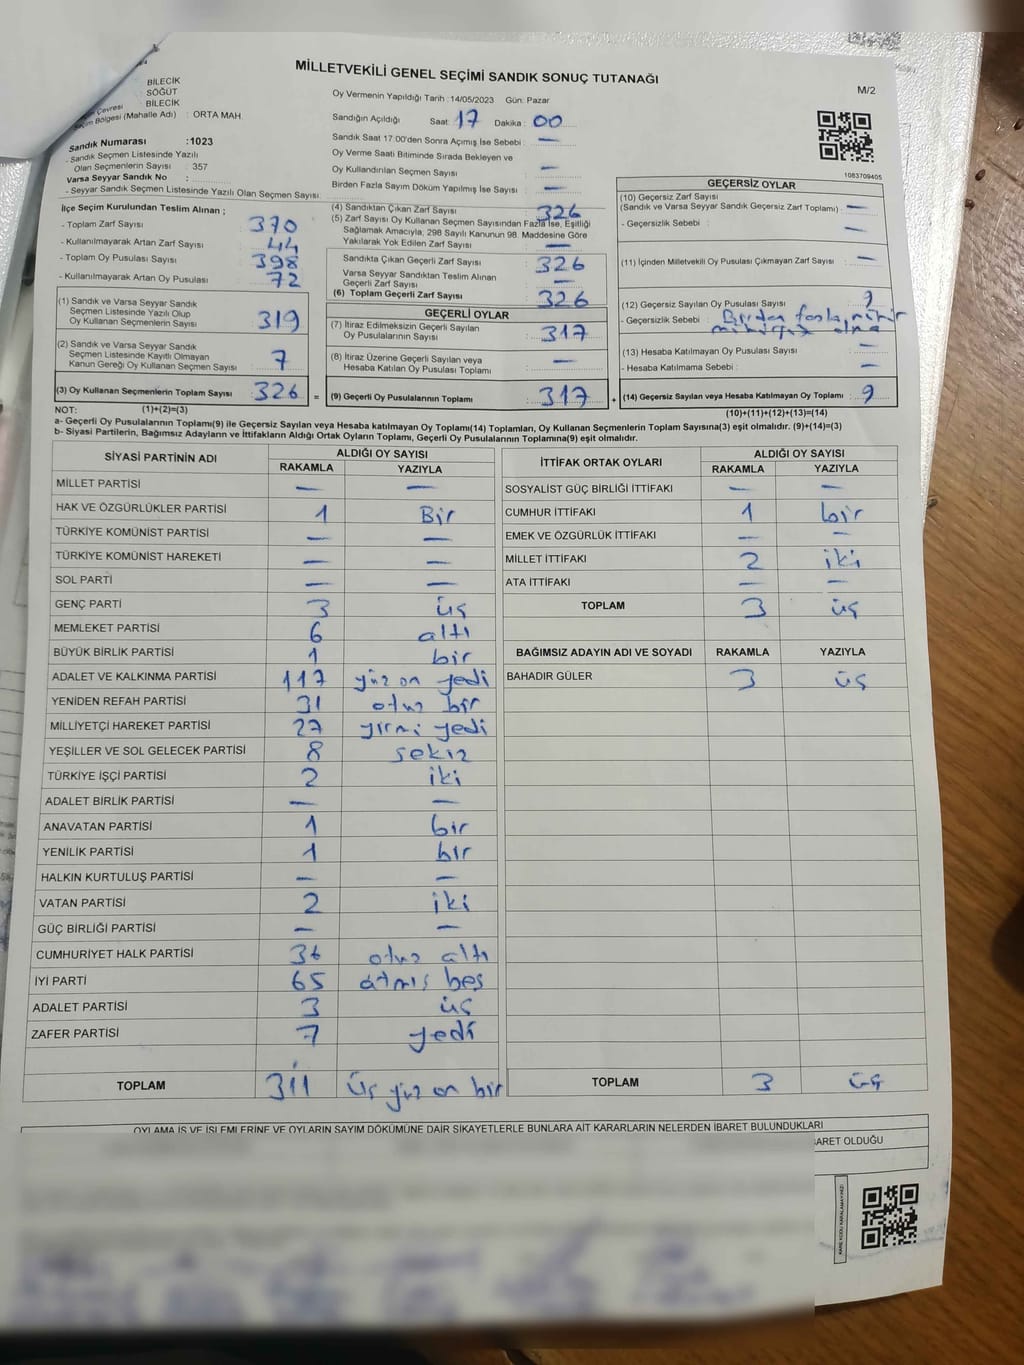 MİLLETVEKİLİ GENEL SEÇİMİ SANDIK SONUÇ TUTANAĞI
M/2
BİLECİK
SÖĞÜT
Çevresi BİLECİK
Seçim Bölgesi (Mahalle Adı) : ORTA MAH.
Oy Vermenin Yapıldığı Tarih :14/05/2023 Gün: Pazar
Sandığın Açıldığı Saat: 17 Dakika: 00
Sandık Saat 17:00'den Sonra Açılmış İse Sebebi: —
Oy Verme Saati Bitiminde Sırada Bekleyen ve
Oy Kullandırılan Seçmen Sayısı —
Birden Fazla Sayım Döküm Yapılmış İse Sayısı —
Sandık Numarası :1023
- Sandık Seçmen Listesinde Yazılı
Olan Seçmenlerin Sayısı : 357
Varsa Seyyar Sandık No :
- Seyyar Sandık Seçmen Listesinde Yazılı Olan Seçmen Sayısı:
1083709405
İlçe Seçim Kurulundan Teslim Alınan ;
- Toplam Zarf Sayısı 370
- Kullanılmayarak Artan Zarf Sayısı 44
- Toplam Oy Pusulası Sayısı 398
- Kullanılmayarak Artan Oy Pusulası 72
(1) Sandık ve Varsa Seyyar Sandık
Seçmen Listesinde Yazılı Olup
Oy Kullanan Seçmenlerin Sayısı 319
(2) Sandık ve Varsa Seyyar Sandık
Seçmen Listesinde Kayıtlı Olmayan
Kanun Gereği Oy Kullanan Seçmen Sayısı 7
(3) Oy Kullanan Seçmenlerin Toplam Sayısı 326 =
(4) Sandıktan Çıkan Zarf Sayısı 326
(5) Zarf Sayısı Oy Kullanan Seçmen Sayısından Fazla İse, Eşitliği
Sağlamak Amacıyla, 298 Sayılı Kanunun 98. Maddesine Göre
Yakılarak Yok Edilen Zarf Sayısı —
Sandıkta Çıkan Geçerli Zarf Sayısı 326
Varsa Seyyar Sandıktan Teslim Alınan
Geçerli Zarf Sayısı —
(6) Toplam Geçerli Zarf Sayısı 326
GEÇERLİ OYLAR
(7) İtiraz Edilmeksizin Geçerli Sayılan
Oy Pusulalarının Sayısı 317
(8) İtiraz Üzerine Geçerli Sayılan veya
Hesaba Katılan Oy Pusulası Toplamı —
(9) Geçerli Oy Pusulalarının Toplamı 317 +
GEÇERSİZ OYLAR
(10) Geçersiz Zarf Sayısı
(Sandık ve Varsa Seyyar Sandık Geçersiz Zarf Toplamı) —
- Geçersizlik Sebebi : —
(11) İçinden Milletvekili Oy Pusulası Çıkmayan Zarf Sayısı —
(12) Geçersiz Sayılan Oy Pusulası Sayısı 9
- Geçersizlik Sebebi : Birden fazla mühür
olma
(13) Hesaba Katılmayan Oy Pusulası Sayısı —
- Hesaba Katılmama Sebebi : —
(14) Geçersiz Sayılan veya Hesaba Katılmayan Oy Toplamı 9
NOT: (1)+(2)=(3)
(10)+(11)+(12)+(13)=(14)
a- Geçerli Oy Pusulalarının Toplamı(9) ile Geçersiz Sayılan veya Hesaba katılmayan Oy Toplamı(14) Toplamları, Oy Kullanan Seçmenlerin Toplam Sayısına(3) eşit olmalıdır. (9)+(14)=(3)
b- Siyasi Partilerin, Bağımsız Adayların ve İttifakların Aldığı Ortak Oyların Toplamı, Geçerli Oy Pusulalarının Toplamına(9) eşit olmalıdır.
SİYASİ PARTİNİN ADI ALDIĞI OY SAYISI
RAKAMLA YAZIYLA
MİLLET PARTİSİ — —
HAK VE ÖZGÜRLÜKLER PARTİSİ 1 Bir
TÜRKİYE KOMÜNİST PARTİSİ — —
TÜRKİYE KOMÜNİST HAREKETİ — —
SOL PARTİ — —
GENÇ PARTİ 3 üç
MEMLEKET PARTİSİ 6 altı
BÜYÜK BİRLİK PARTİSİ 1 bir
ADALET VE KALKINMA PARTİSİ 117 yüz on yedi
YENİDEN REFAH PARTİSİ 31 otuz bir
MİLLİYETÇİ HAREKET PARTİSİ 27 yirmi yedi
YEŞİLLER VE SOL GELECEK PARTİSİ 8 sekiz
TÜRKİYE İŞÇİ PARTİSİ 2 iki
ADALET BİRLİK PARTİSİ — —
ANAVATAN PARTİSİ 1 bir
YENİLİK PARTİSİ 1 bir
HALKIN KURTULUŞ PARTİSİ — —
VATAN PARTİSİ 2 iki
GÜÇ BİRLİĞİ PARTİSİ — —
CUMHURİYET HALK PARTİSİ 36 otuz altı
İYİ PARTİ 65 atmış beş
ADALET PARTİSİ 3 üç
ZAFER PARTİSİ 7 yedi
TOPLAM 311 üç yüz on bir
İTTİFAK ORTAK OYLARI ALDIĞI OY SAYISI
RAKAMLA YAZIYLA
SOSYALİST GÜÇ BİRLİĞİ İTTİFAKI — —
CUMHUR İTTİFAKI 1 bir
EMEK VE ÖZGÜRLÜK İTTİFAKI — —
MİLLET İTTİFAKI 2 iki
ATA İTTİFAKI — —
TOPLAM 3 üç
BAĞIMSIZ ADAYIN ADI VE SOYADI RAKAMLA YAZIYLA
BAHADIR GÜLER 3 üç
TOPLAM 3 üç
OYLAMA İŞ VE İŞLEMLERİNE VE OYLARIN SAYIM DÖKÜMÜNE DAİR ŞİKAYETLERLE BUNLARA AİT KARARLARIN NELERDEN İBARET BULUNDUKLARI
BARET OLDUĞU
KARE KODU KARALAMAYINIZ!